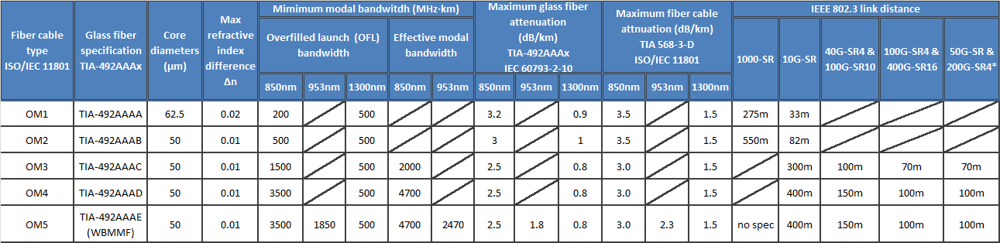 Fiber cable type ISO/IEC 11801
Glass fiber specification TIA-492AAAx
Core diameters (µm)
Max refractive index difference Δn
Mimimum modal bandwitdh (MHz·km)
Overfilled launch (OFL) bandwidth
Effective modal bandwidth
Maximum glass fiber attenuation (dB/km) TIA-492AAAx IEC 60793-2-10
Maximum fiber cable attnuation (dB/km) TIA 568-3-D ISO/IEC 11801
IEEE 802.3 link distance
1000-SR
10G-SR
40G-SR4 & 100G-SR10
100G-SR4 & 400G-SR16
50G-SR & 200G-SR4*
850nm 953nm 1300nm 850nm 953nm 850nm 953nm 1300nm 850nm 953nm 1300nm
OM1 TIA-492AAAA 62.5 0.02 200 500 3.2 0.9 3.5 1.5 275m 33m
OM2 TIA-492AAAB 50 0.01 500 500 3 1 3.5 1.5 550m 82m
OM3 TIA-492AAAC 50 0.01 1500 500 2000 2.5 0.8 3.0 1.5 300m 100m 70m 70m
OM4 TIA-492AAAD 50 0.01 3500 500 4700 2.5 0.8 3.0 1.5 400m 150m 100m 100m
OM5 TIA-492AAAE (WBMMF) 50 0.01 3500 1850 500 4700 2470 2.5 1.8 0.8 3.0 2.3 1.5 no spec 400m 150m 100m 100m